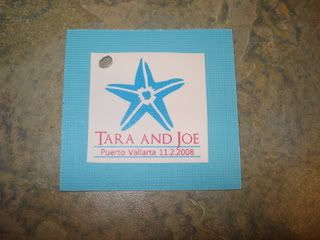 TARA AND JOE
Puerto Vallarta 11.2.2008